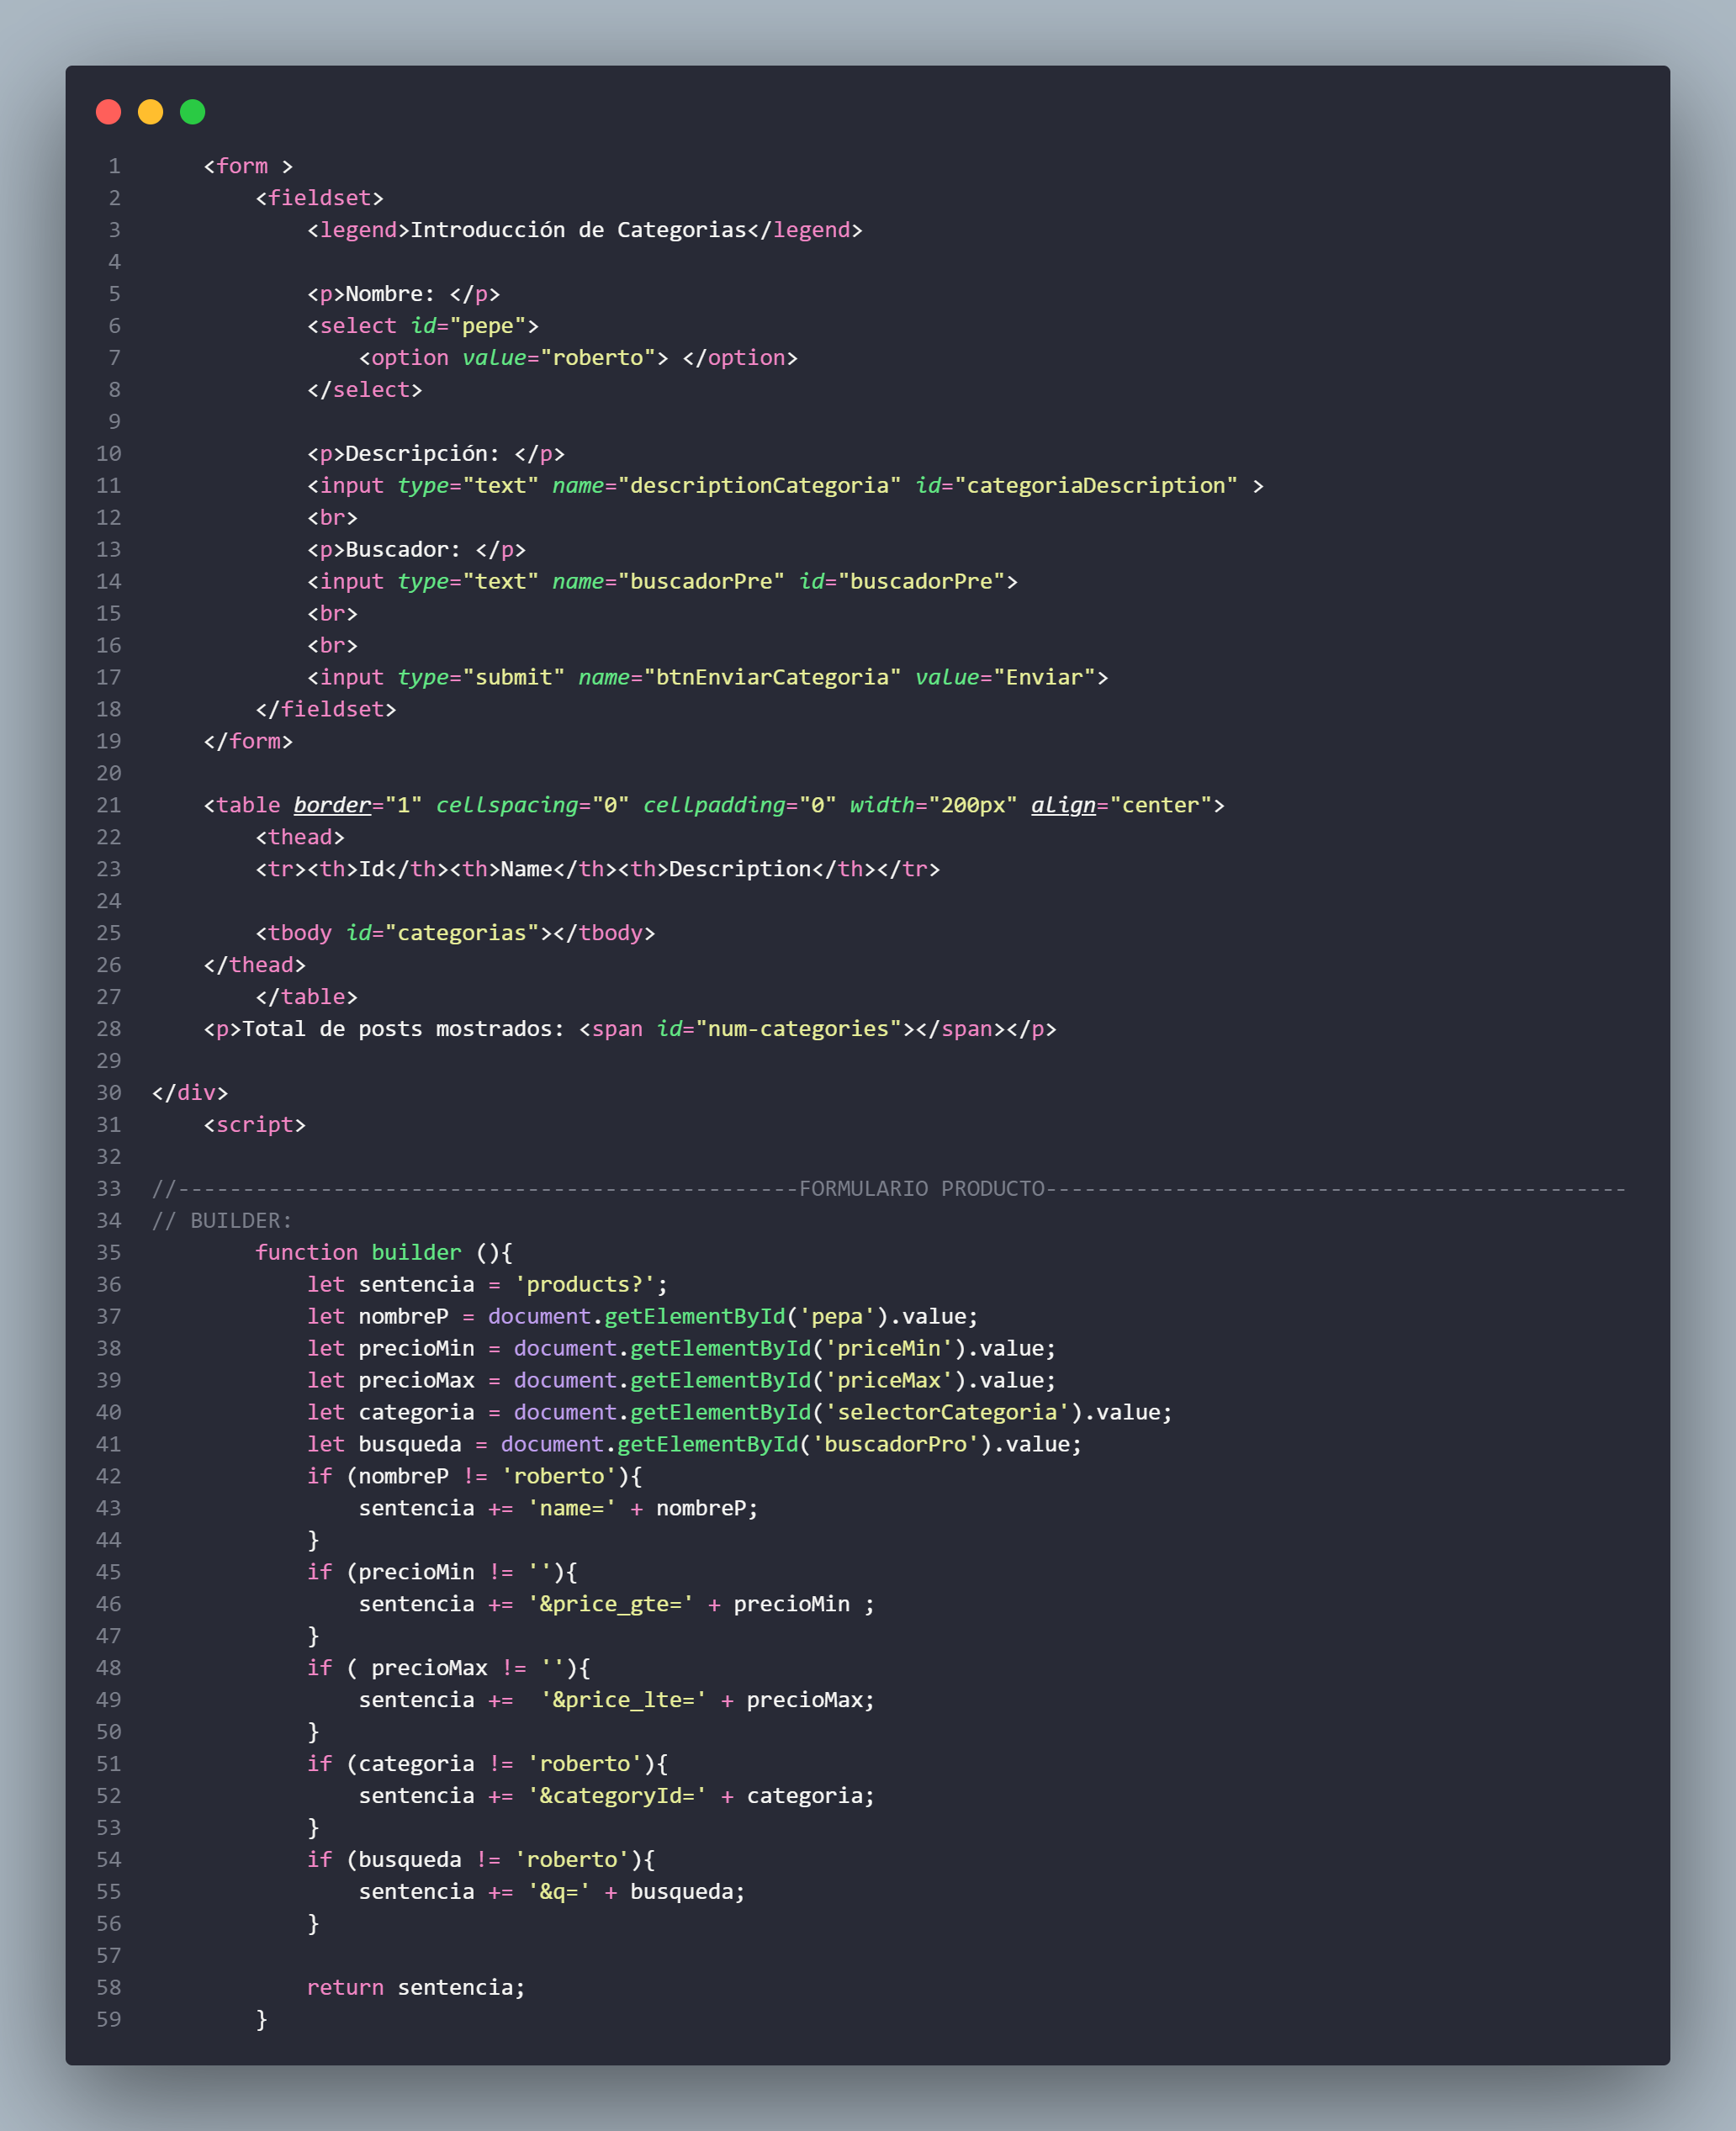 1 <form >
2 <fieldset>
3 <legend>Introducción de Categorias</legend>
4
5 <p>Nombre: </p>
6 <select id="pepe">
7 <option value="roberto"> </option>
8 </select>
9
10 <p>Descripción: </p>
11 <input type="text" name="descriptionCategoria" id="categoriaDescription" >
12 <br>
13 <p>Buscador: </p>
14 <input type="text" name="buscadorPre" id="buscadorPre">
15 <br>
16 <br>
17 <input type="submit" name="btnEnviarCategoria" value="Enviar">
18 </fieldset>
19 </form>
20
21 <table border="1" cellspacing="0" cellpadding="0" width="200px" align="center">
22 <thead>
23 <tr><th>Id</th><th>Name</th><th>Description</th></tr>
24
25 <tbody id="categorias"></tbody>
26 </thead>
27 </table>
28 <p>Total de posts mostrados: <span id="num-categories"></span></p>
29
30 </div>
31 <script>
32
33 //------------------------------------------------FORMULARIO PRODUCTO---------------------------------------------
34 // BUILDER:
35 function builder (){
36 let sentencia = 'products?';
37 let nombreP = document.getElementById('pepa').value;
38 let precioMin = document.getElementById('priceMin').value;
39 let precioMax = document.getElementById('priceMax').value;
40 let categoria = document.getElementById('selectorCategoria').value;
41 let busqueda = document.getElementById('buscadorPro').value;
42 if (nombreP != 'roberto'){
43 sentencia += 'name=' + nombreP;
44 }
45 if (precioMin != ''){
46 sentencia += '&price_gte=' + precioMin ;
47 }
48 if ( precioMax != ''){
49 sentencia +=  '&price_lte=' + precioMax;
50 }
51 if (categoria != 'roberto'){
52 sentencia += '&categoryId=' + categoria;
53 }
54 if (busqueda != 'roberto'){
55 sentencia += '&q=' + busqueda;
56 }
57
58 return sentencia;
59 }